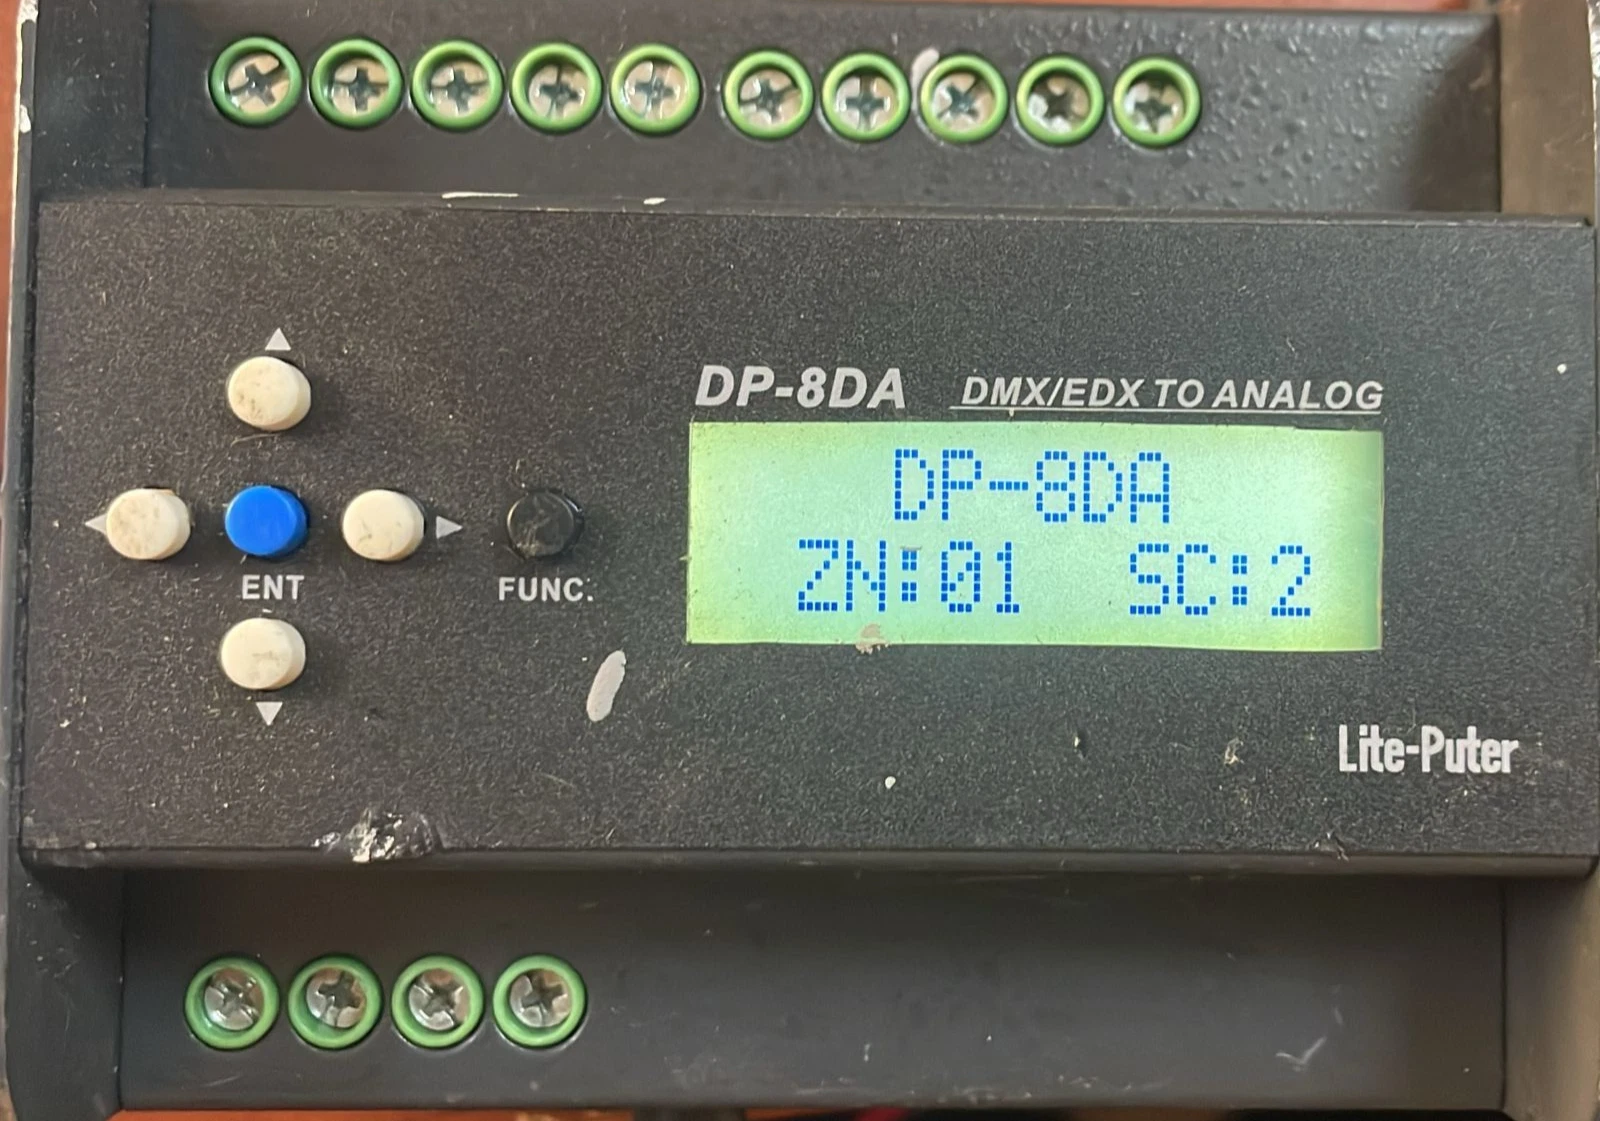 DP-8DA DMX/EDX TO ANALOG
DP-8DA
ZN:01 SC:2
ENT
FUNC.
Lite-Puter